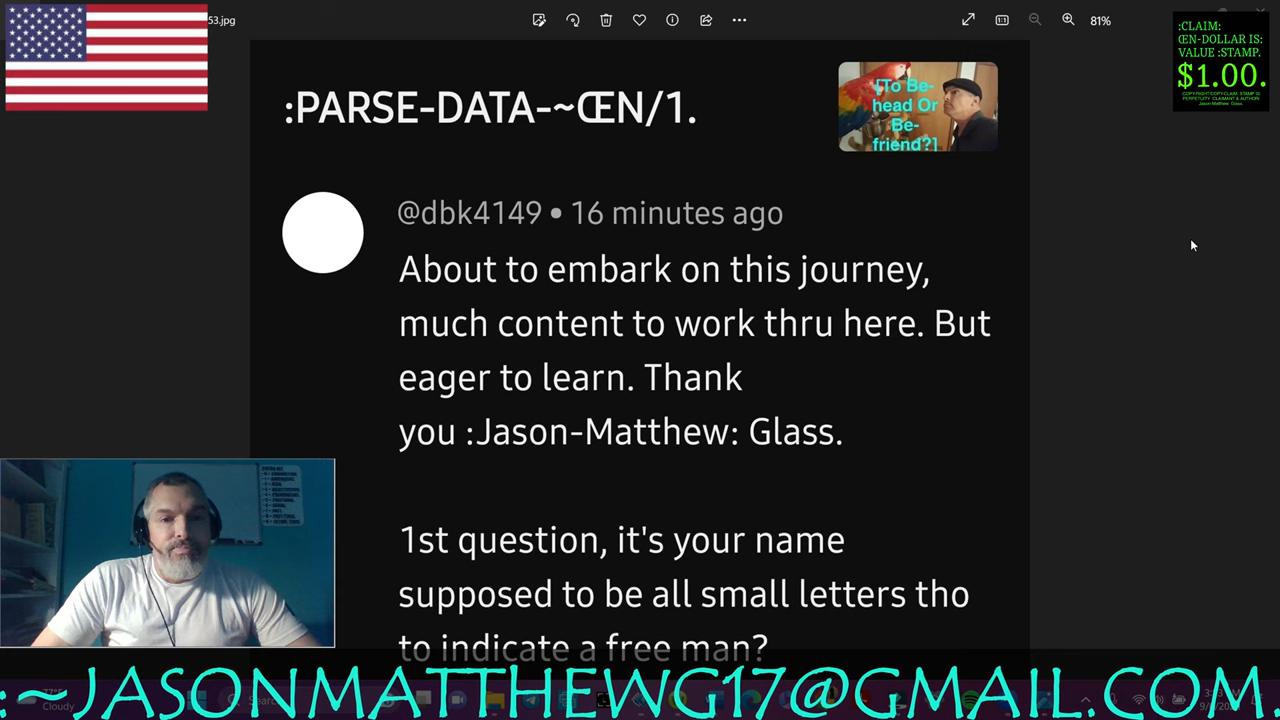 53.jpg
81%
:CLAIM:
ŒN-DOLLAR IS:
VALUE :STAMP.
$1.00.
:PARSE-DATA-~ŒN/1.
[To Be-
head Or
Be-
friend?]
@dbk4149 • 16 minutes ago
About to embark on this journey,
much content to work thru here. But
eager to learn. Thank
you :Jason-Matthew: Glass.
1st question, it's your name
supposed to be all small letters tho
to indicate a free man?
:~JASONMATTHEWG17@GMAIL.COM.
Cloudy